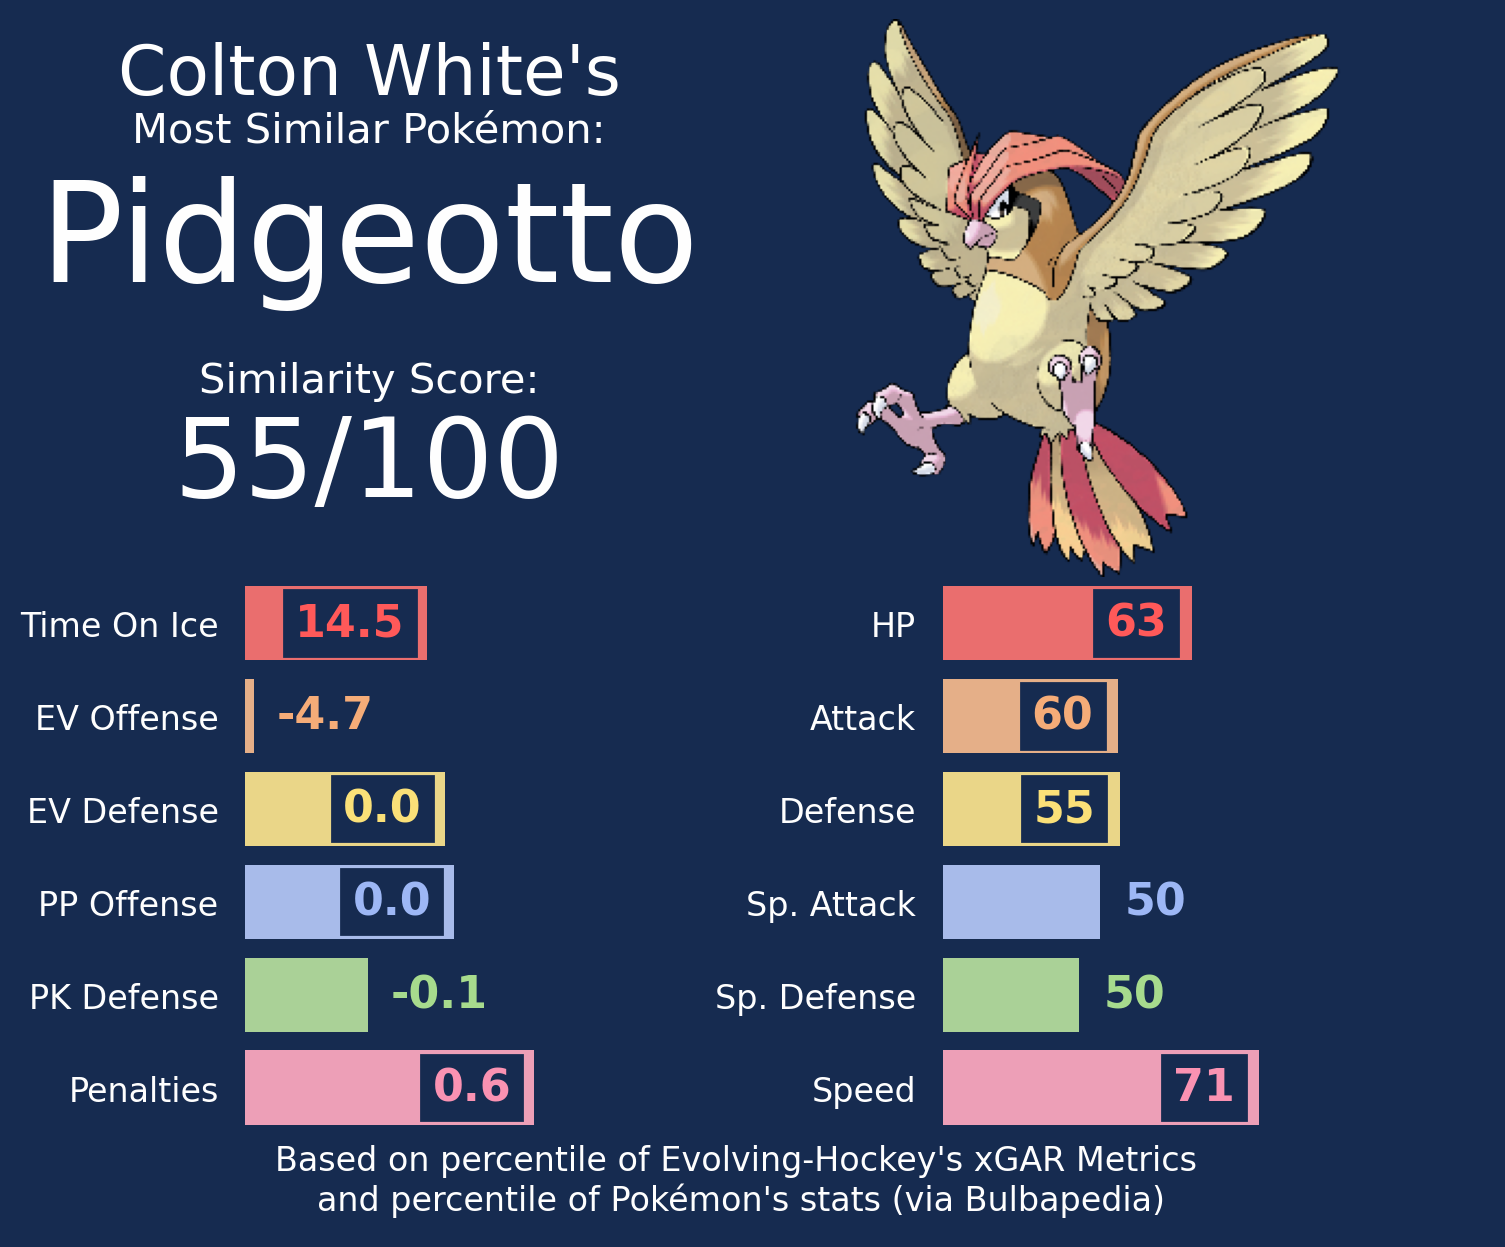 Colton White's
Most Similar Pokémon:
Pidgeotto
Similarity Score:
55/100
Time On Ice 14.5
EV Offense -4.7
EV Defense 0.0
PP Offense 0.0
PK Defense -0.1
Penalties 0.6
HP 63
Attack 60
Defense 55
Sp. Attack 50
Sp. Defense 50
Speed 71
Based on percentile of Evolving-Hockey's xGAR Metrics
and percentile of Pokémon's stats (via Bulbapedia)